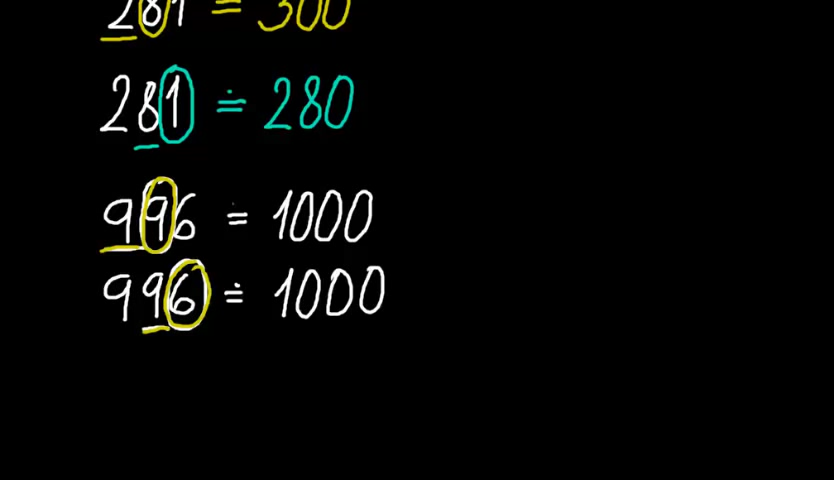 281 = 300
281 ≐ 280
996 = 1000
996 ≐ 1000